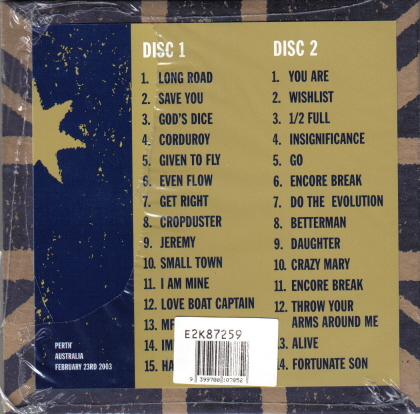 DISC 1
1. LONG ROAD
2. SAVE YOU
3. GOD'S DICE
4. CORDUROY
5. GIVEN TO FLY
6. EVEN FLOW
7. GET RIGHT
8. CROPDUSTER
9. JEREMY
10. SMALL TOWN
11. I AM MINE
12. LOVE BOAT CAPTAIN
13.
14.
15.
DISC 2
1. YOU ARE
2. WISHLIST
3. 1/2 FULL
4. INSIGNIFICANCE
5. GO
6. ENCORE BREAK
7. DO THE EVOLUTION
8. BETTERMAN
9. DAUGHTER
10. CRAZY MARY
11. ENCORE BREAK
12. THROW YOUR
ARMS AROUND ME
13. ALIVE
14. FORTUNATE SON
PERTH
AUSTRALIA
FEBRUARY 23RD 2003
E2K87259